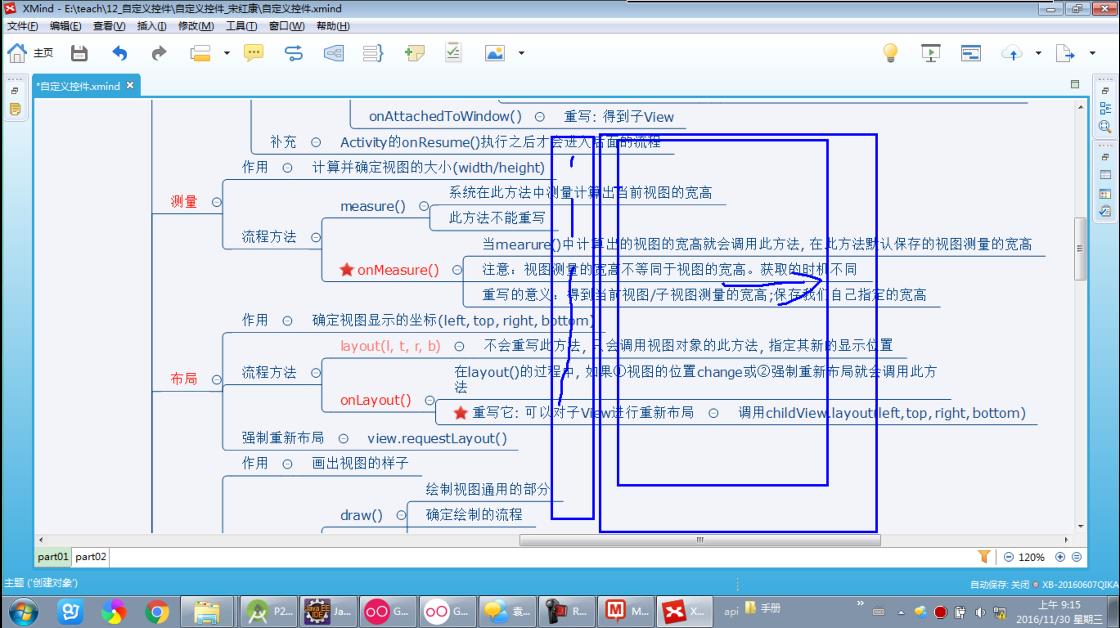 XMind - E:\teach\12_自定义控件\自定义控件_宋红康\自定义控件.xmind
文件(F) 编辑(E) 查看(V) 插入(I) 修改(M) 工具(T) 窗口(W) 帮助(H)
主页
*自定义控件.xmind
onAttachedToWindow() 重写: 得到子View
补充 Activity的onResume()执行之后才会进入后面的流程
作用 计算并确定视图的大小(width/height)
测量
系统在此方法中测量计算出当前视图的宽高
measure()
此方法不能重写
流程方法
当mearure()中计算出的视图的宽高就会调用此方法, 在此方法默认保存的视图测量的宽高
onMeasure() 注意: 视图测量的宽高不等同于视图的宽高。获取的时机不同
重写的意义: 得到当前视图/子视图测量的宽高;保存我们自己指定的宽高
作用 确定视图显示的坐标(left, top, right, bottom)
layout(l, t, r, b) 不会重写此方法, 只会调用视图对象的此方法, 指定其新的显示位置
布局
流程方法 在layout()的过程中, 如果①视图的位置change或②强制重新布局就会调用此方
法
onLayout()
重写它: 可以对子View进行重新布局 调用childView.layout(left, top, right, bottom)
强制重新布局 view.requestLayout()
作用 画出视图的样子
绘制视图通用的部分
draw() 确定绘制的流程
part01 part02
120%
主题 ('创建对象')
自动保存: 关闭 XB-20160607QIKA
P2... Ja... G... G... 袁... R... M... X... api 手册
上午 9:15
2016/11/30 星期三